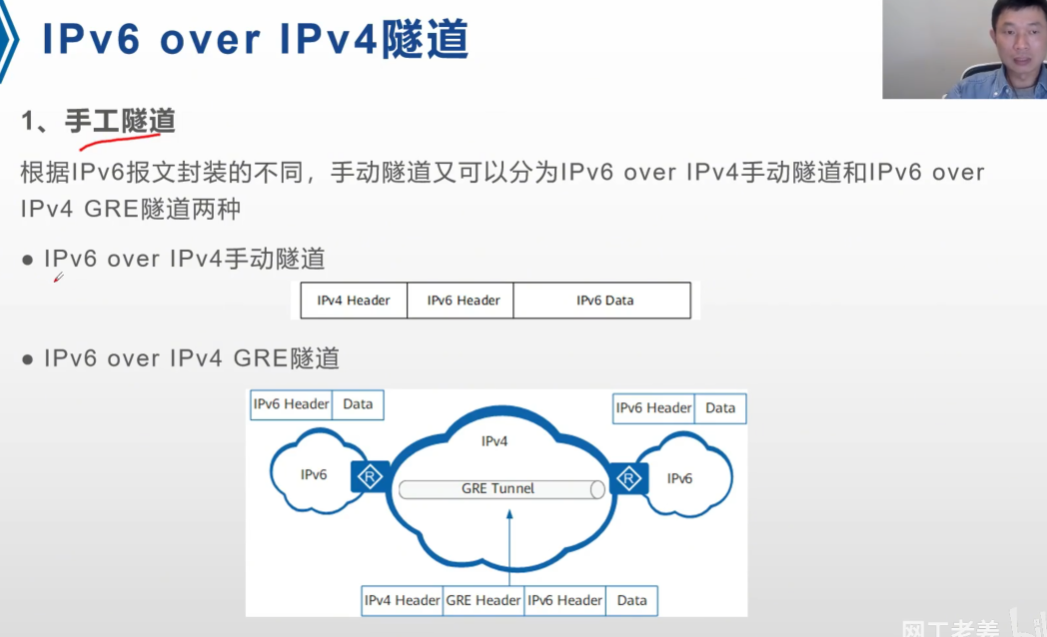 IPv6 over IPv4隧道
1、手工隧道
根据IPv6报文封装的不同，手动隧道又可以分为IPv6 over IPv4手动隧道和IPv6 over
IPv4 GRE隧道两种
● IPv6 over IPv4手动隧道
IPv4 Header IPv6 Header IPv6 Data
● IPv6 over IPv4 GRE隧道
IPv6 Header Data
IPv6 Header Data
IPv4
IPv6
R
GRE Tunnel
R
IPv6
IPv4 Header GRE Header IPv6 Header Data
网工老姜